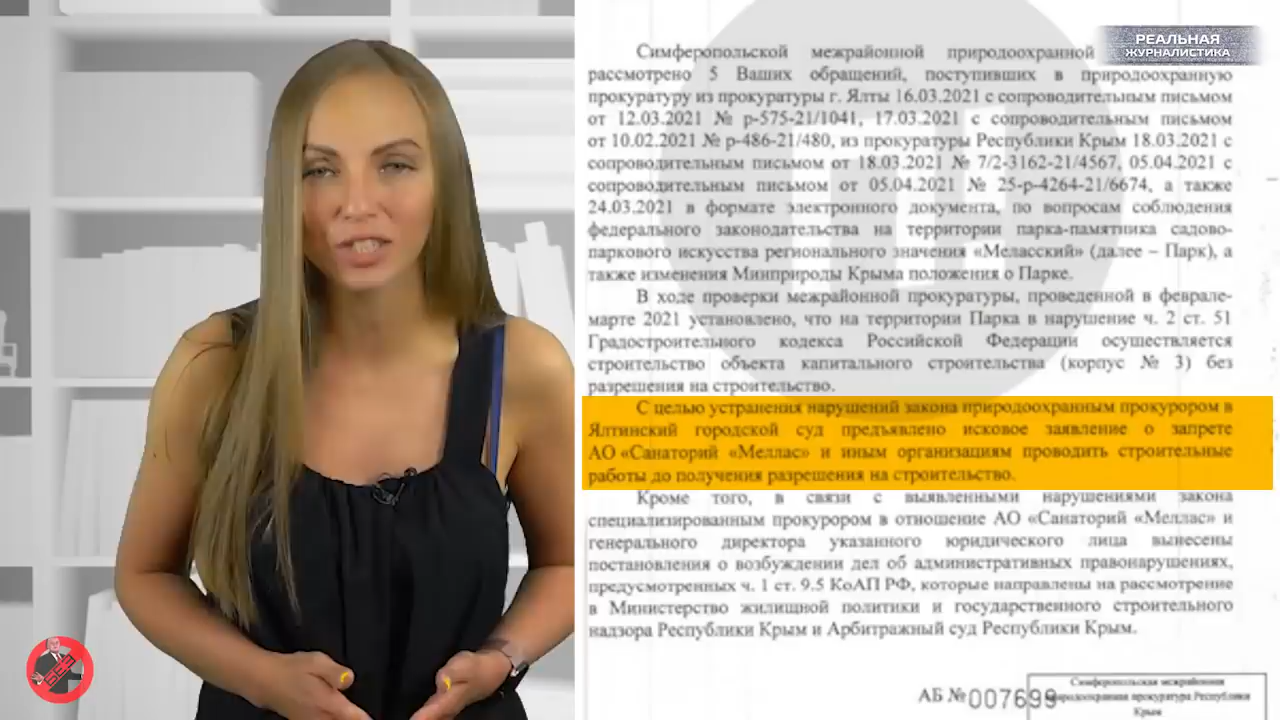 РЕАЛЬНАЯ
ЖУРНАЛИСТИКА
Симферопольской межрайонной природоохранной
рассмотрено 5 Ваших обращений, поступивших в природоохранную
прокуратуру из прокуратуры г. Ялты 16.03.2021 с сопроводительным письмом
от 12.03.2021 № р-575-21/1041, 17.03.2021 с сопроводительным письмом
от 10.02.2021 № р-486-21/480, из прокуратуры Республики Крым 18.03.2021 с
сопроводительным письмом от 18.03.2021 № 7/2-3162-21/4567, 05.04.2021 с
сопроводительным письмом от 05.04.2021 № 25-р-4264-21/6674, а также
24.03.2021 в формате электронного документа, по вопросам соблюдения
федерального законодательства на территории парка-памятника садово-
паркового искусства регионального значения «Меласский» (далее – Парк), а
также изменения Минприроды Крыма положения о Парке.
В ходе проверки межрайонной прокуратуры, проведенной в феврале-
марте 2021 установлено, что на территории Парка в нарушение ч. 2 ст. 51
Градостроительного кодекса Российской Федерации осуществляется
строительство объекта капитального строительства (корпус № 3) без
разрешения на строительство.
С целью устранения нарушений закона природоохранным прокурором в
Ялтинский городской суд предъявлено исковое заявление о запрете
АО «Санаторий «Меллас» и иным организациям проводить строительные
работы до получения разрешения на строительство.
Кроме того, в связи с выявленными нарушениями закона
специализированным прокурором в отношение АО «Санаторий «Меллас» и
генерального директора указанного юридического лица вынесены
постановления о возбуждении дел об административных правонарушениях,
предусмотренных ч. 1 ст. 9.5 КоАП РФ, которые направлены на рассмотрение
в Министерство жилищной политики и государственного строительного
надзора Республики Крым и Арбитражный суд Республики Крым.
БЕЗ
АБ № 007699
Симферопольская межрайонная
природоохранная прокуратура Республики
Крым